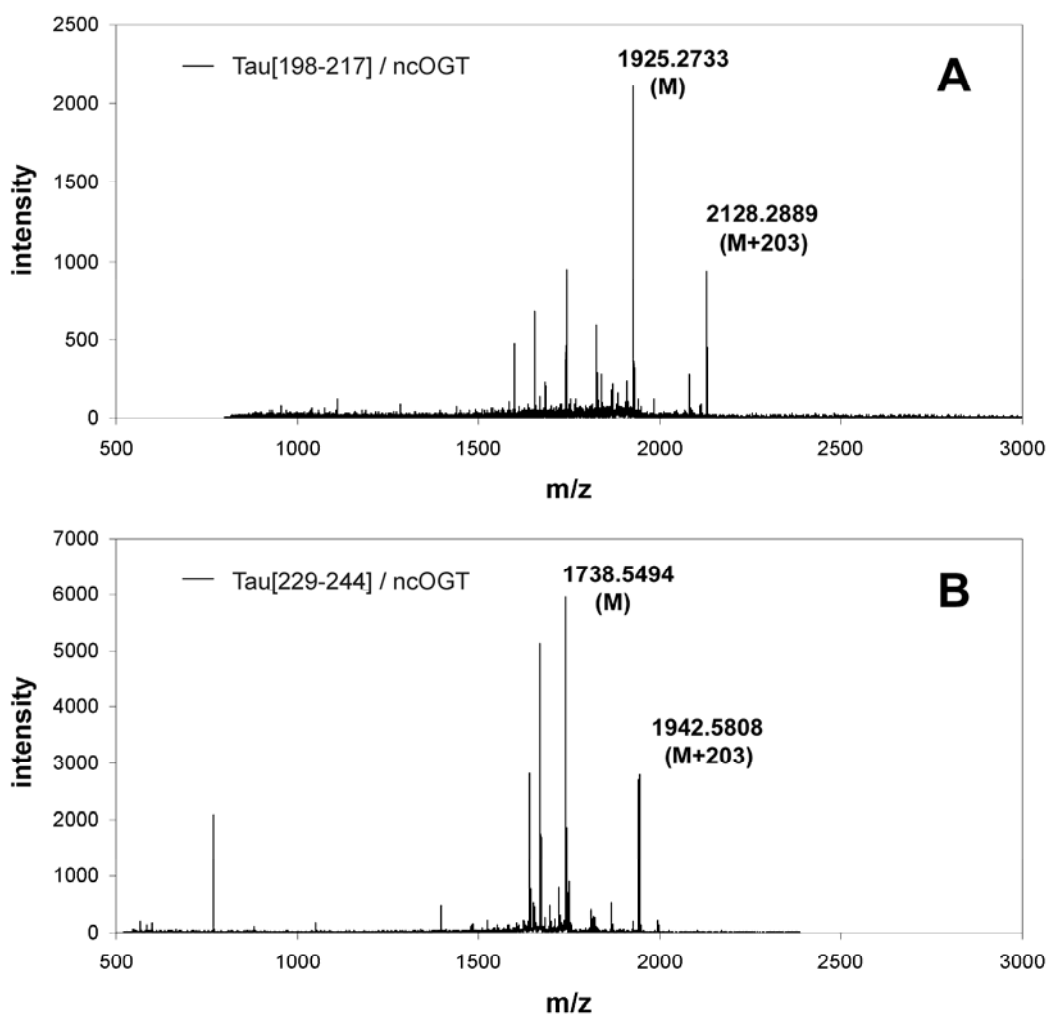 2500
2000
1500
1000
500
0
intensity
Tau[198-217] / ncOGT
1925.2733
(M)
2128.2889
(M+203)
A
500 1000 1500 2000 2500 3000
m/z
7000
6000
5000
4000
3000
2000
1000
0
intensity
Tau[229-244] / ncOGT
1738.5494
(M)
1942.5808
(M+203)
B
500 1000 1500 2000 2500 3000
m/z